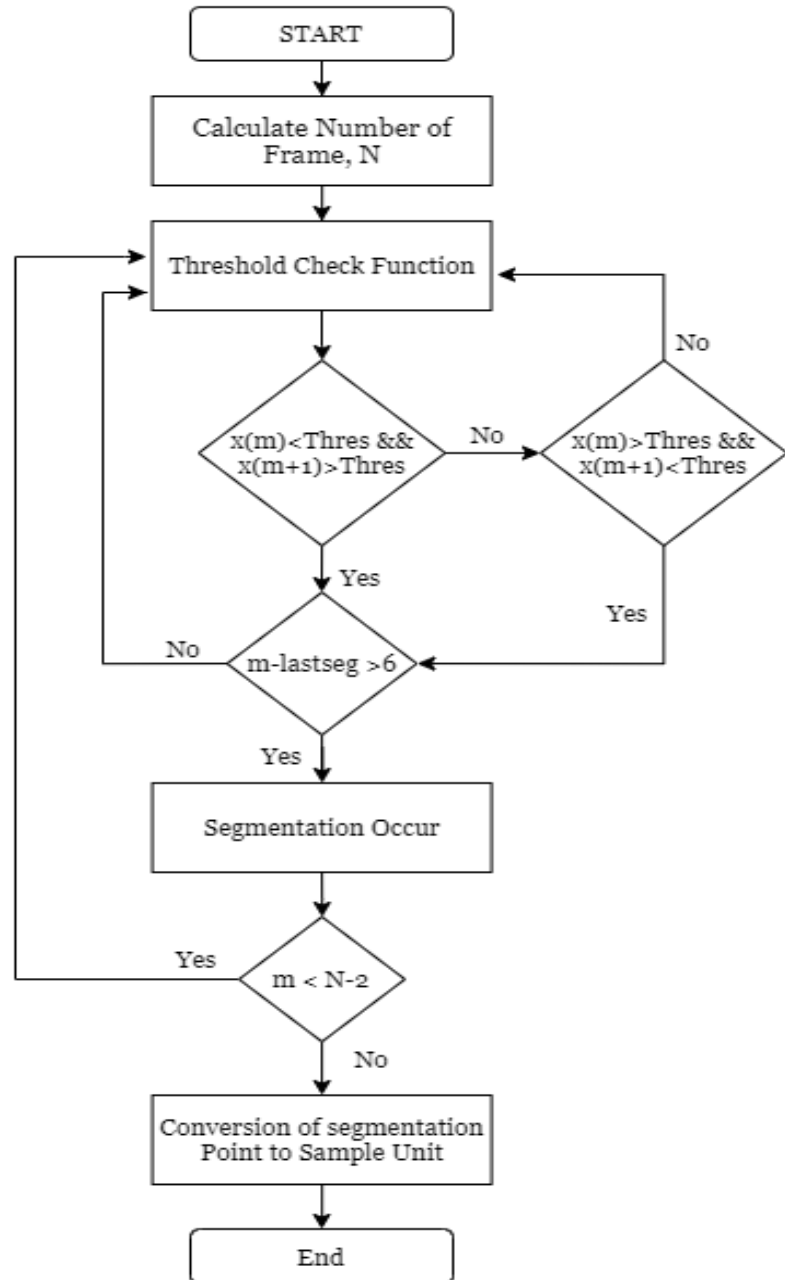 START
Calculate Number of
Frame, N
Threshold Check Function
No
x(m)<Thres &&
x(m+1)>Thres
No
x(m)>Thres &&
x(m+1)<Thres
Yes
Yes
No
m-lastseg >6
Yes
Segmentation Occur
Yes
m < N-2
No
Conversion of segmentation
Point to Sample Unit
End